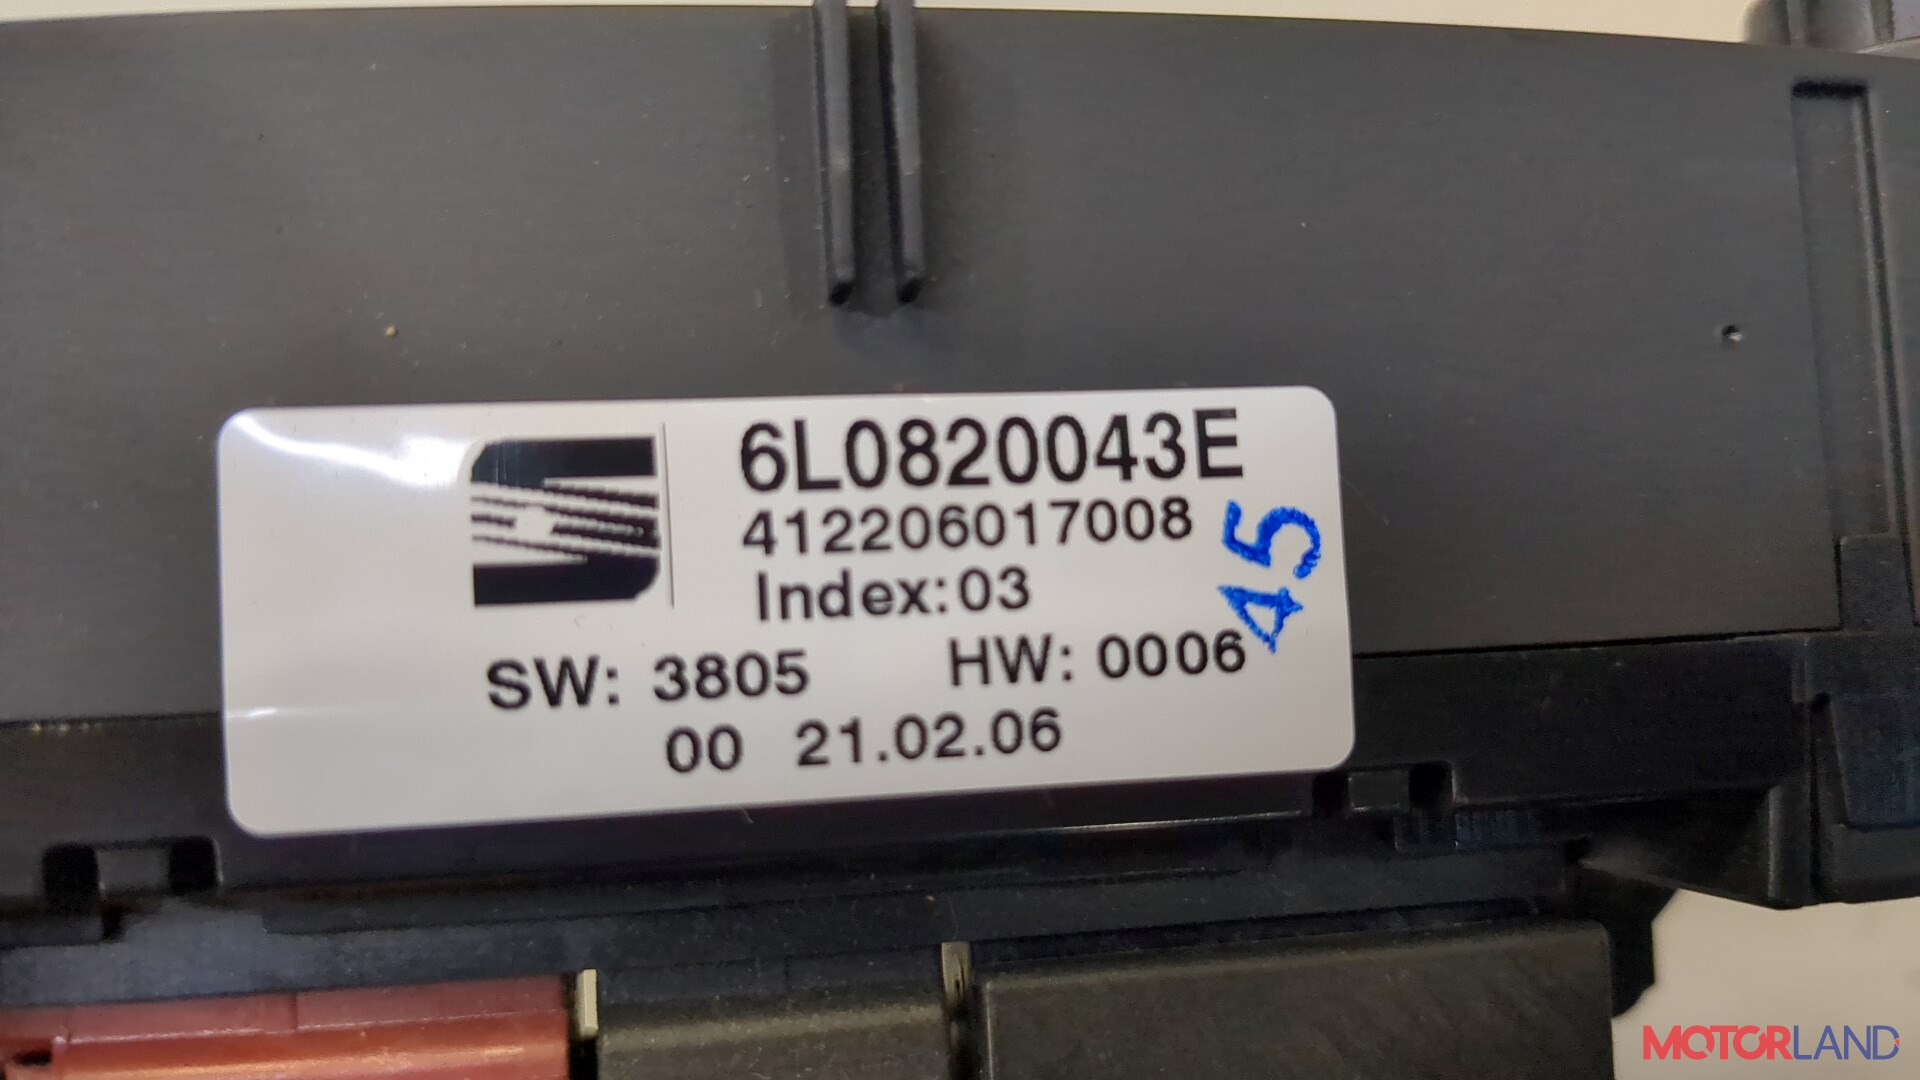 6L0820043E
412206017008
45
Index:03
SW: 3805 HW: 0006
00 21.02.06
MOTORLAND